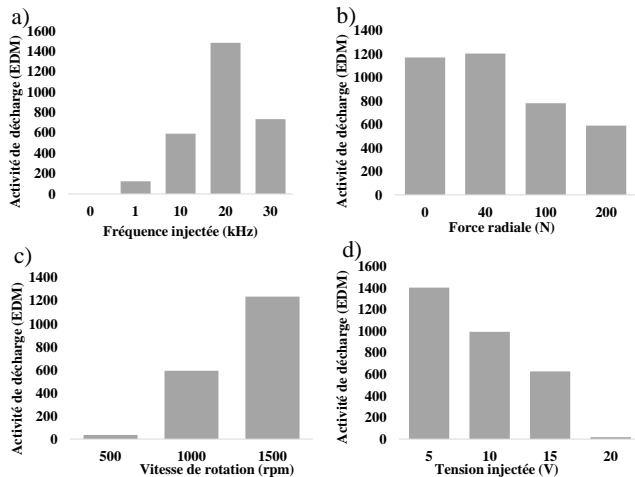 a)
Activité de décharge (EDM)
1600
1400
1200
1000
800
600
400
200
0
0 1 10 20 30
Fréquence injectée (kHz)
b)
Activité de décharge (EDM)
1400
1200
1000
800
600
400
200
0
0 40 100 200
Force radiale (N)
c)
Activité de décharge (EDM)
1400
1200
1000
800
600
400
200
0
500 1000 1500
Vitesse de rotation (rpm)
d)
Activité de décharge (EDM)
1600
1400
1200
1000
800
600
400
200
0
5 10 15 20
Tension injectée (V)